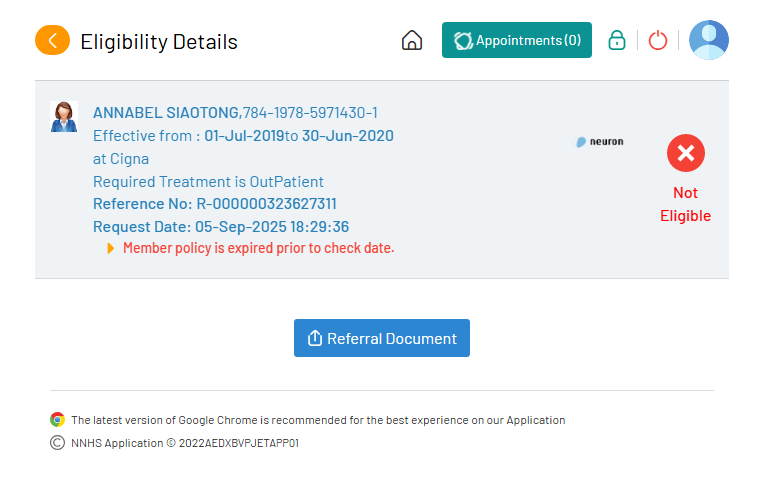 Eligibility Details
Appointments (0)
ANNABEL SIAOTONG,784-1978-5971430-1
Effective from : 01-Jul-2019to 30-Jun-2020
at Cigna
Required Treatment is OutPatient
Reference No: R-000000323627311
Request Date: 05-Sep-2025 18:29:36
Member policy is expired prior to check date.
neuron
Not
Eligible
Referral Document
The latest version of Google Chrome is recommended for the best experience on our Application
NNHS Application © 2022AEDXBVPJETAPP01